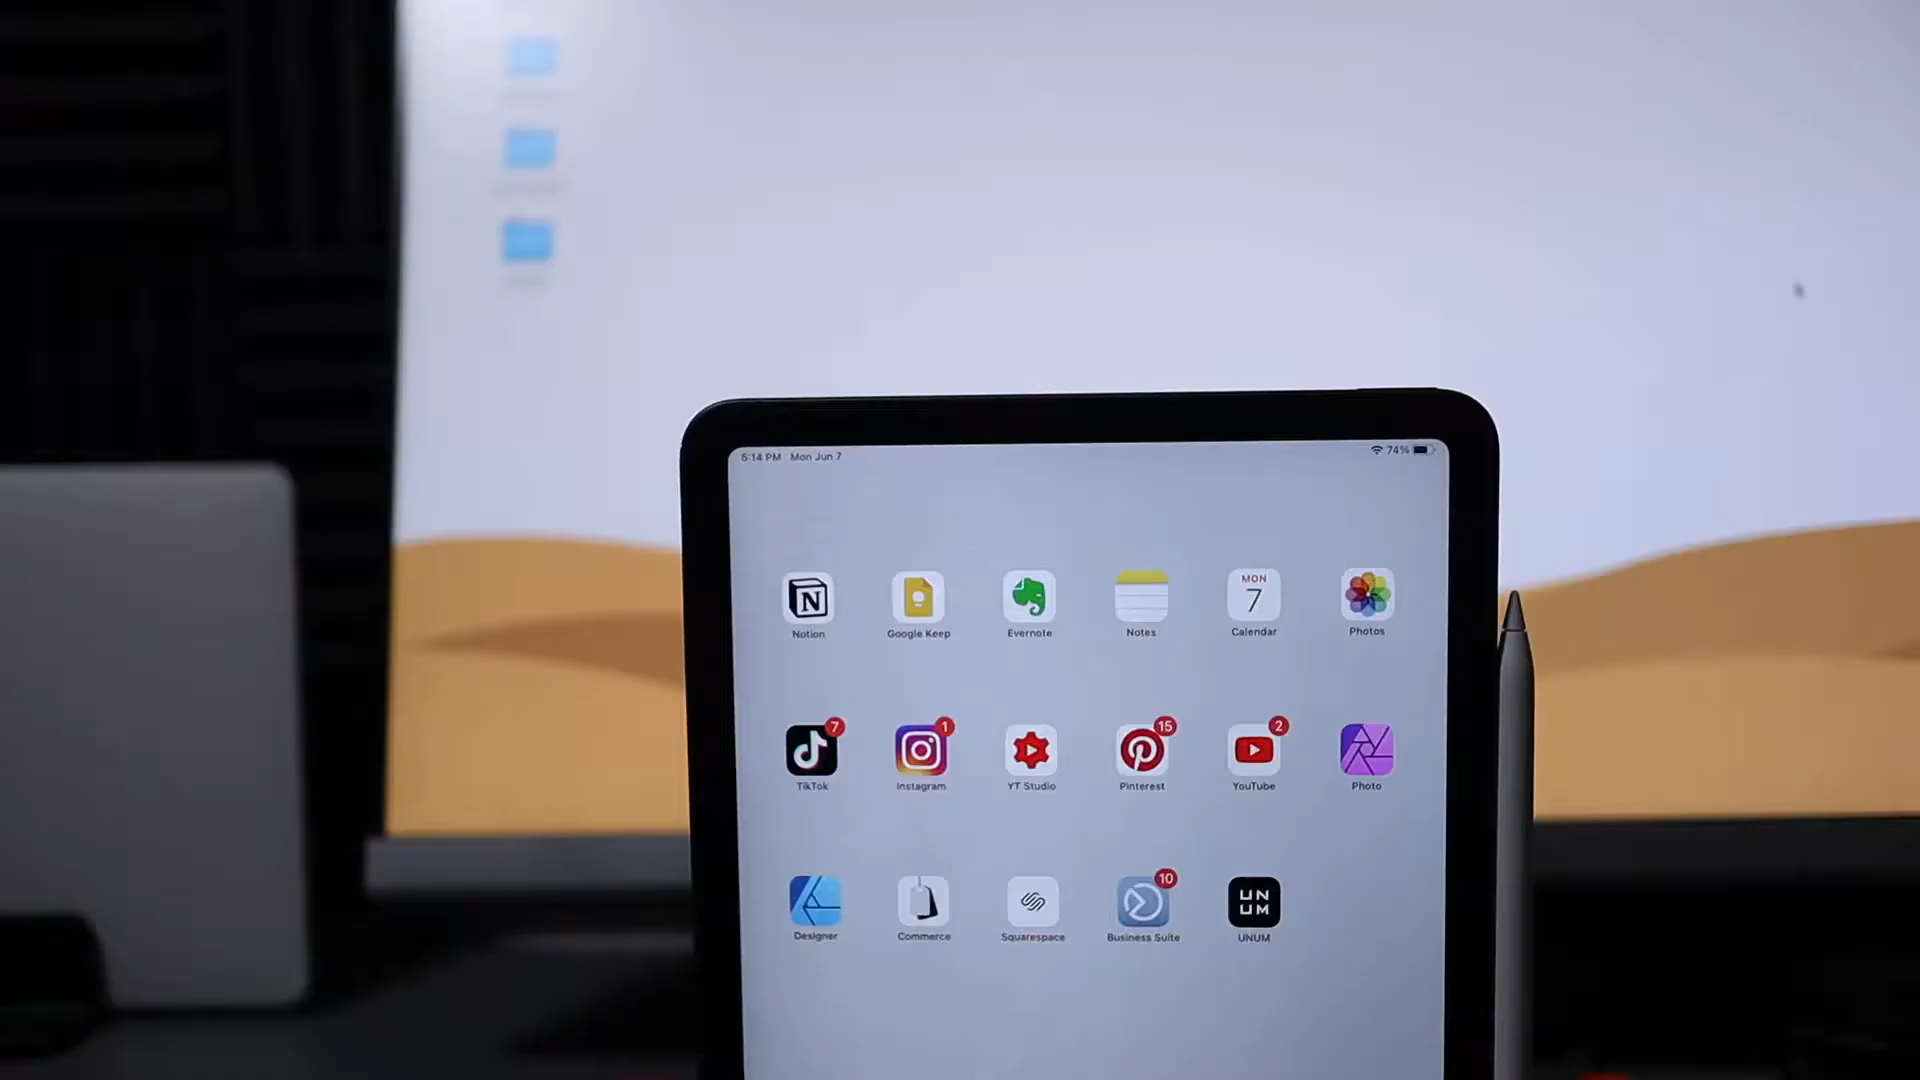 5:14 PM Mon Jun 7
74%
MON
7
Notion Google Keep Evernote Notes Calendar Photos
7 1 15 2
TikTok Instagram YT Studio Pinterest YouTube Photo
10
UN
UM
Designer Commerce Squarespace Business Suite UNUM